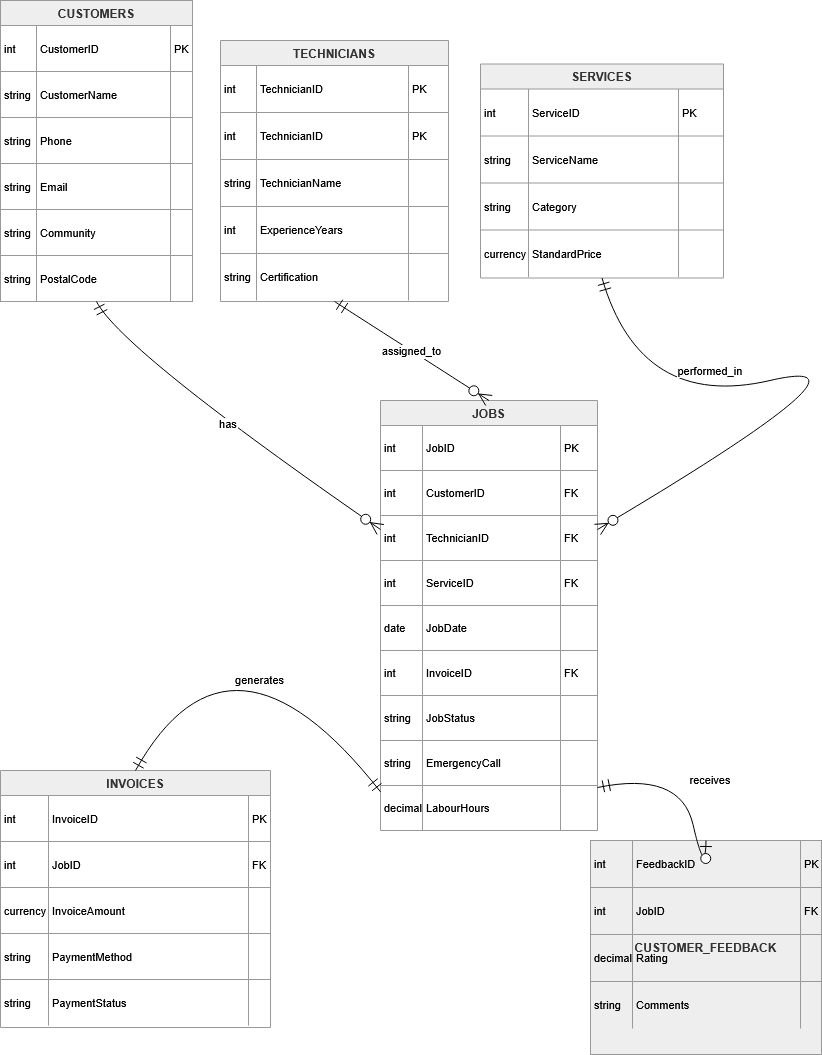 CUSTOMERS
int CustomerID PK
string CustomerName
string Phone
string Email
string Community
string PostalCode
TECHNICIANS
int TechnicianID PK
int TechnicianID PK
string TechnicianName
int ExperienceYears
string Certification
SERVICES
int ServiceID PK
string ServiceName
string Category
currency StandardPrice
assigned_to
performed_in
has
JOBS
int JobID PK
int CustomerID FK
int TechnicianID FK
int ServiceID FK
date JobDate
int InvoiceID FK
string JobStatus
string EmergencyCall
decimal LabourHours
generates
receives
INVOICES
int InvoiceID PK
int JobID FK
currency InvoiceAmount
string PaymentMethod
string PaymentStatus
int FeedbackID PK
int JobID FK
CUSTOMER_FEEDBACK
decimal Rating
string Comments